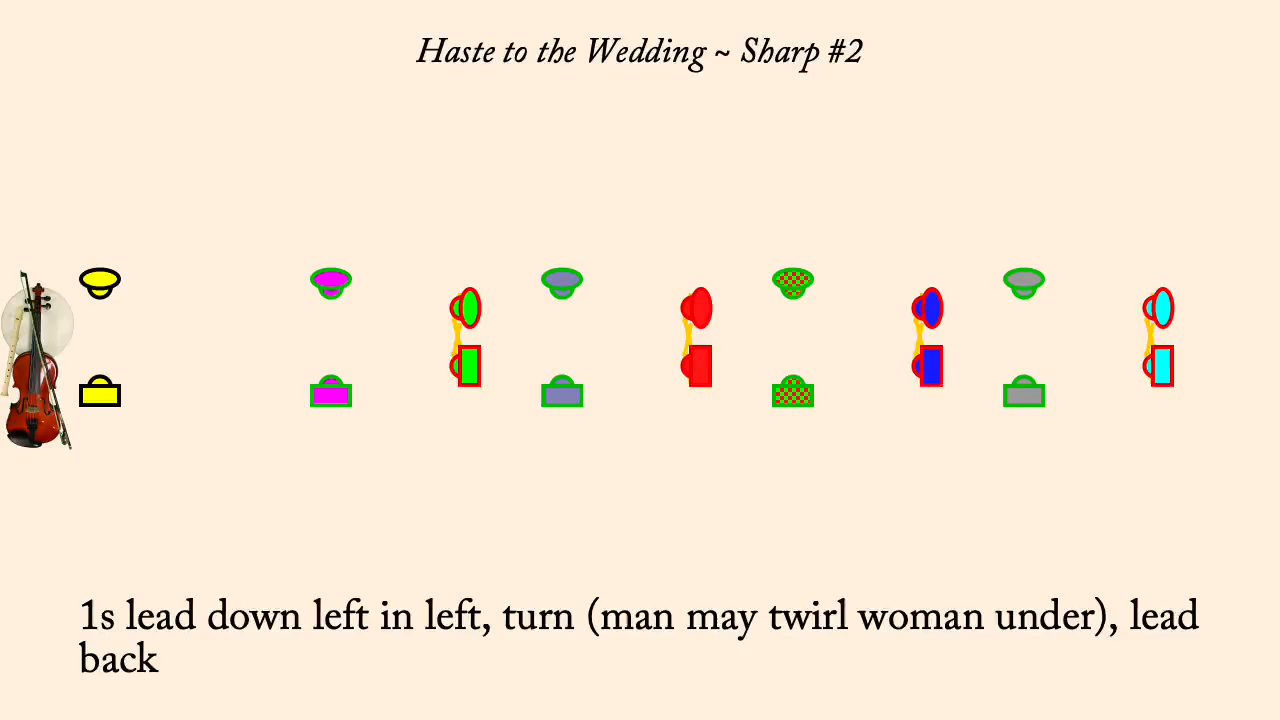 Haste to the Wedding ~ Sharp #2
1s lead down left in left, turn (man may twirl woman under), lead
back